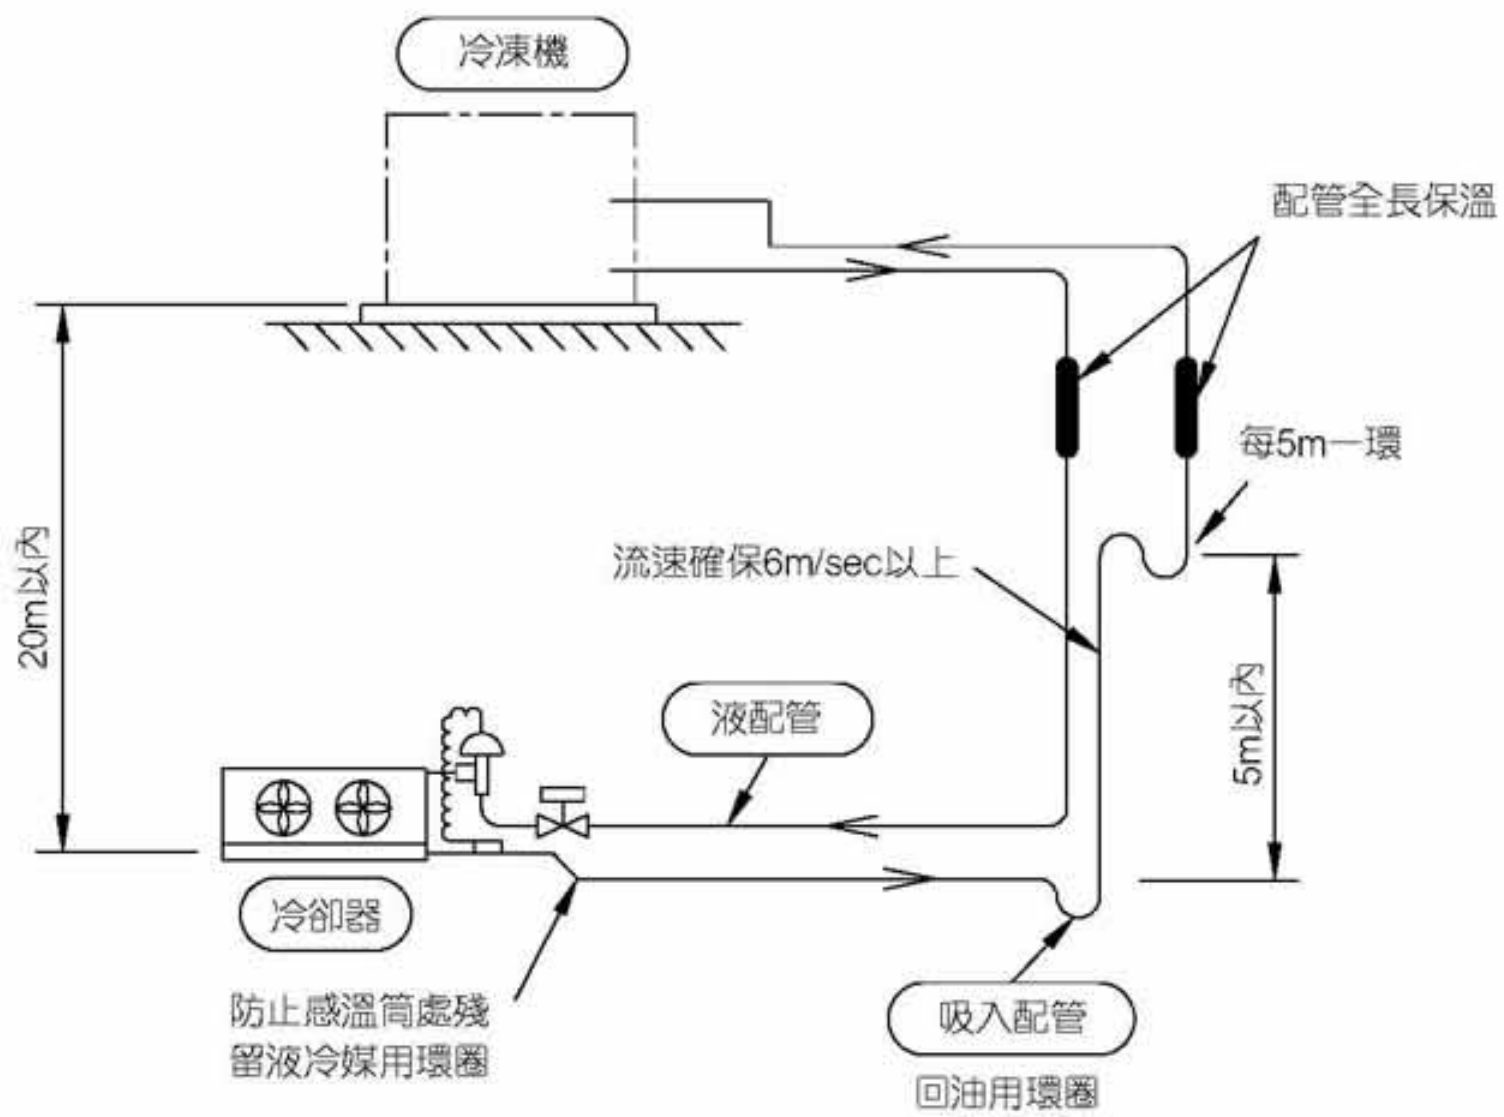 冷凍機
配管全長保溫
每5m一環
流速確保6m/sec以上
20m以內
液配管
5m以內
冷卻器
防止感溫筒處殘
留液冷媒用環圈
吸入配管
回油用環圈